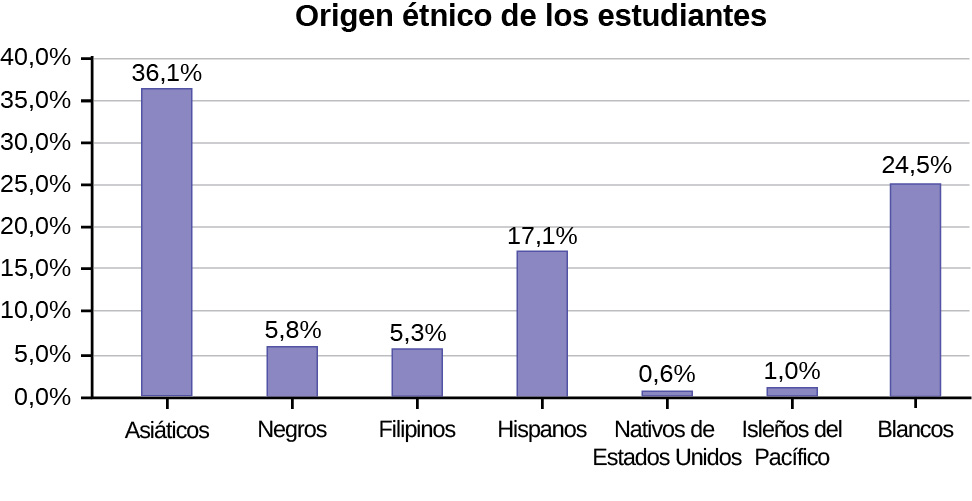 Origen étnico de los estudiantes
40,0%
35,0%
30,0%
25,0%
20,0%
15,0%
10,0%
5,0%
0,0%
36,1%
5,8%
5,3%
17,1%
0,6%
1,0%
24,5%
Asiáticos
Negros
Filipinos
Hispanos
Nativos de
Estados Unidos
Isleños del
Pacífico
Blancos